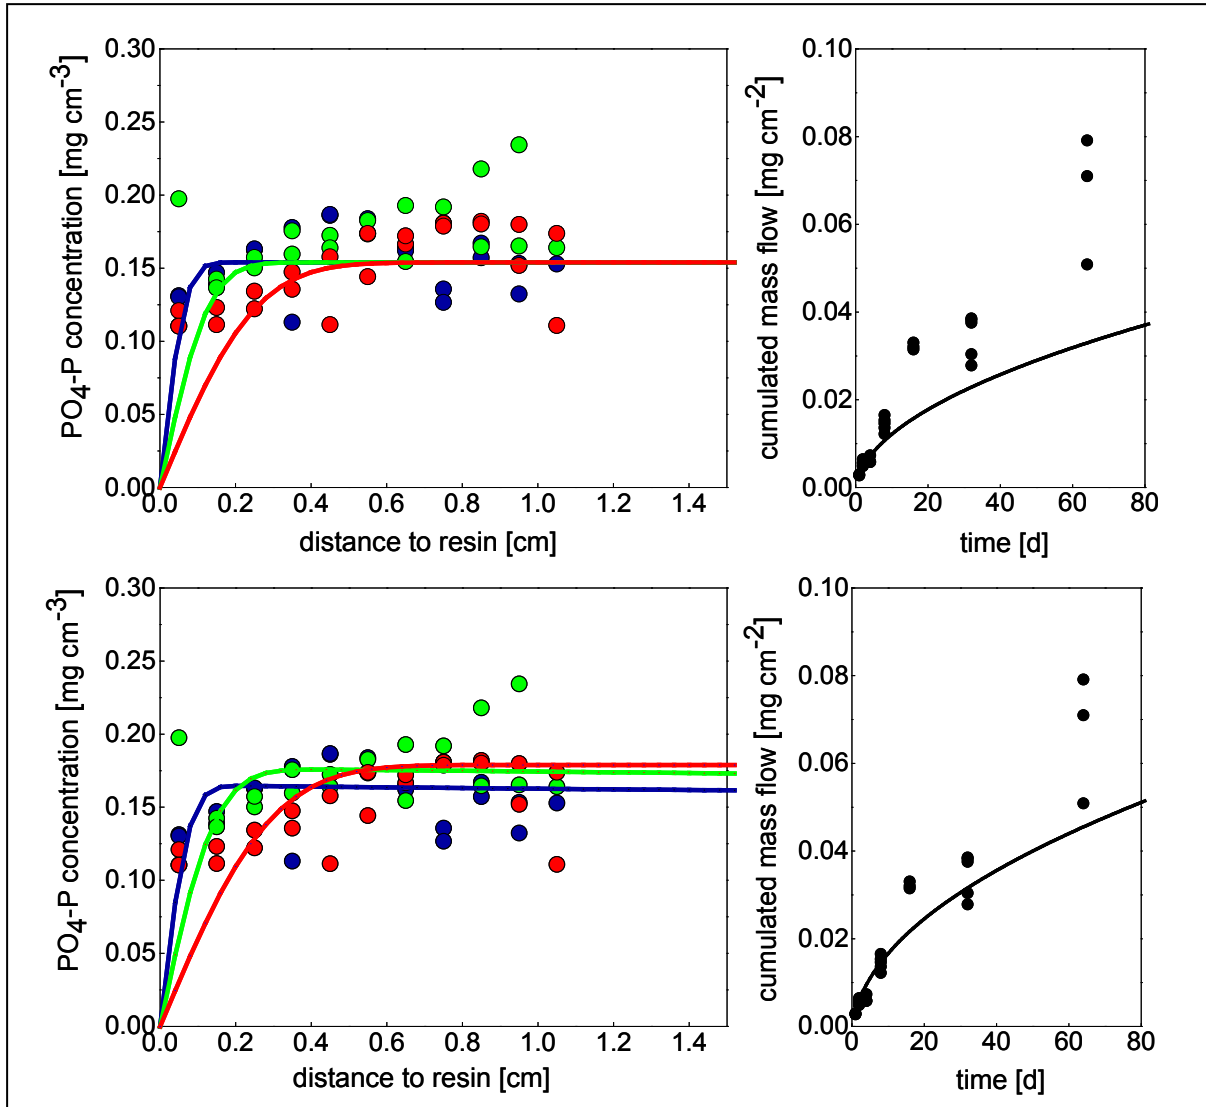 PO4-P concentration [mg cm-3]
0.30
0.25
0.20
0.15
0.10
0.05
0.00
0.0 0.2 0.4 0.6 0.8 1.0 1.2 1.4
distance to resin [cm]
cumulated mass flow [mg cm-2]
0.10
0.08
0.06
0.04
0.02
0.00
0 20 40 60 80
time [d]
PO4-P concentration [mg cm-3]
0.30
0.25
0.20
0.15
0.10
0.05
0.00
0.0 0.2 0.4 0.6 0.8 1.0 1.2 1.4
distance to resin [cm]
cumulated mass flow [mg cm-2]
0.10
0.08
0.06
0.04
0.02
0.00
0 20 40 60 80
time [d]